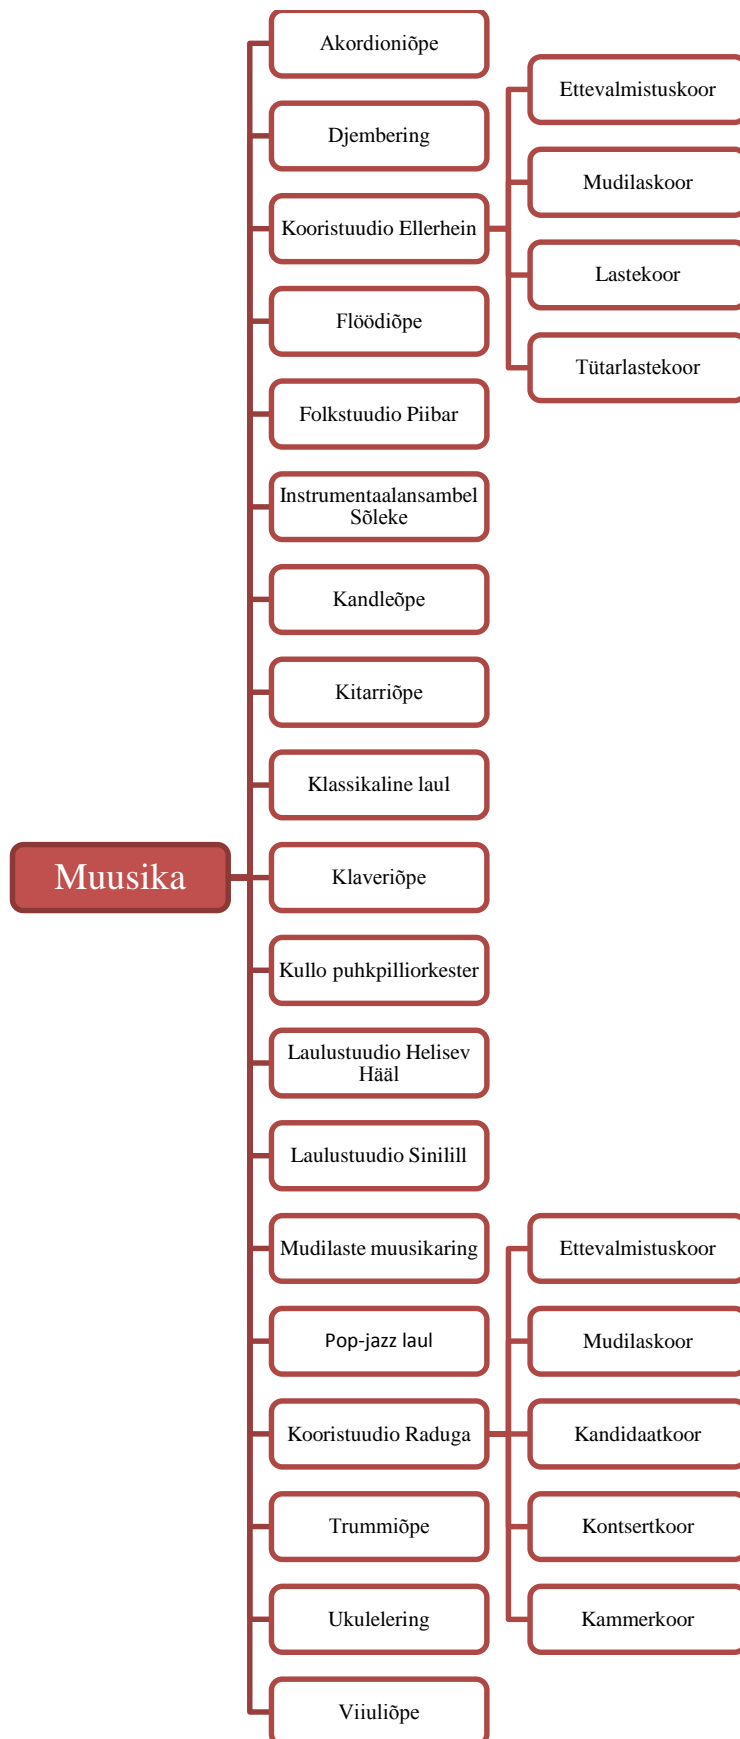 Akordioniõpe
Djembering
Kooristuudio Ellerhein
Ettevalmistuskoor
Mudilaskoor
Lastekoor
Tütarlastekoor
Flöödiõpe
Folkstuudio Piibar
Instrumentaalansambel
Sõleke
Kandleõpe
Kitarriõpe
Klassikaline laul
Muusika
Klaveriõpe
Kullo puhkpilliorkester
Laulustuudio Helisev
Hääl
Laulustuudio Sinilill
Mudilaste muusikaring
Pop-jazz laul
Kooristuudio Raduga
Ettevalmistuskoor
Mudilaskoor
Kandidaatkoor
Kontsertkoor
Kammerkoor
Trummiõpe
Ukulelering
Viiuliõpe